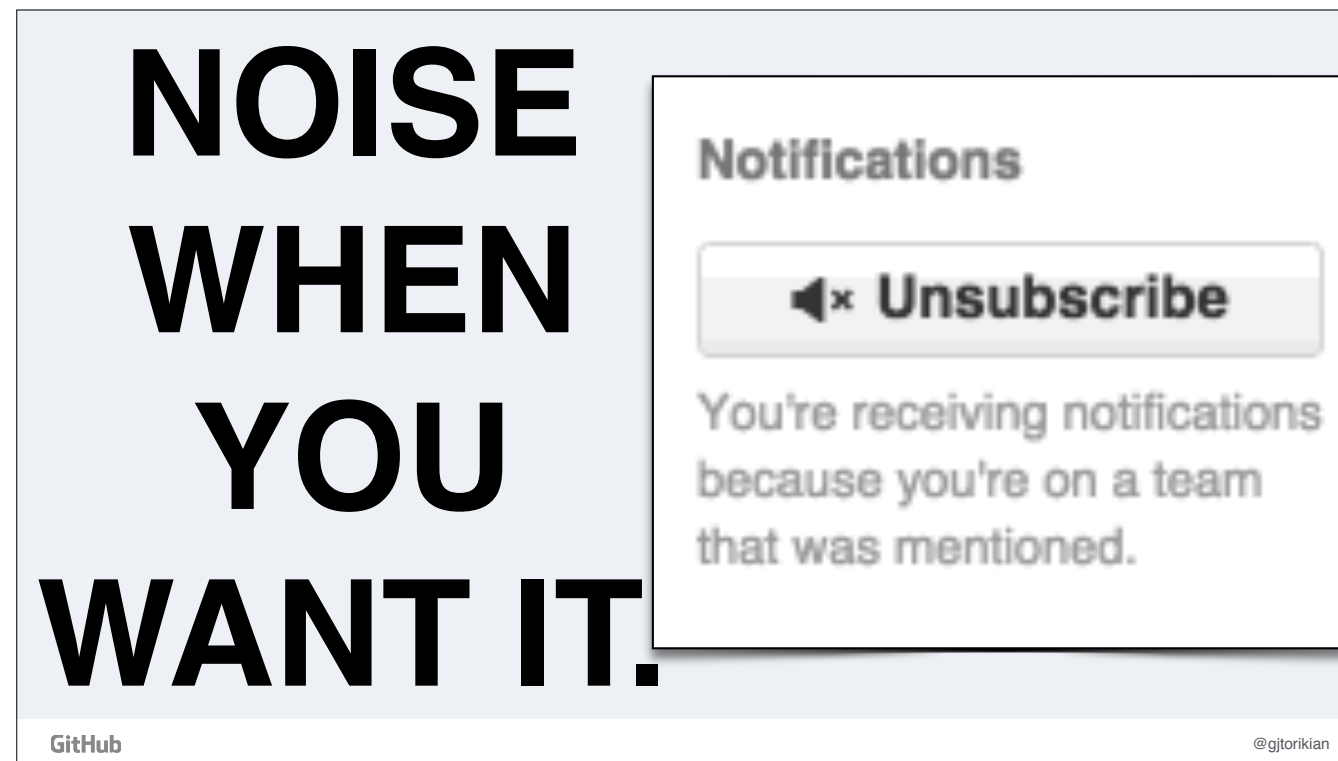 NOISE
WHEN
YOU
WANT IT.
Notifications
Unsubscribe
You're receiving notifications
because you're on a team
that was mentioned.
GitHub
@gjtorikian